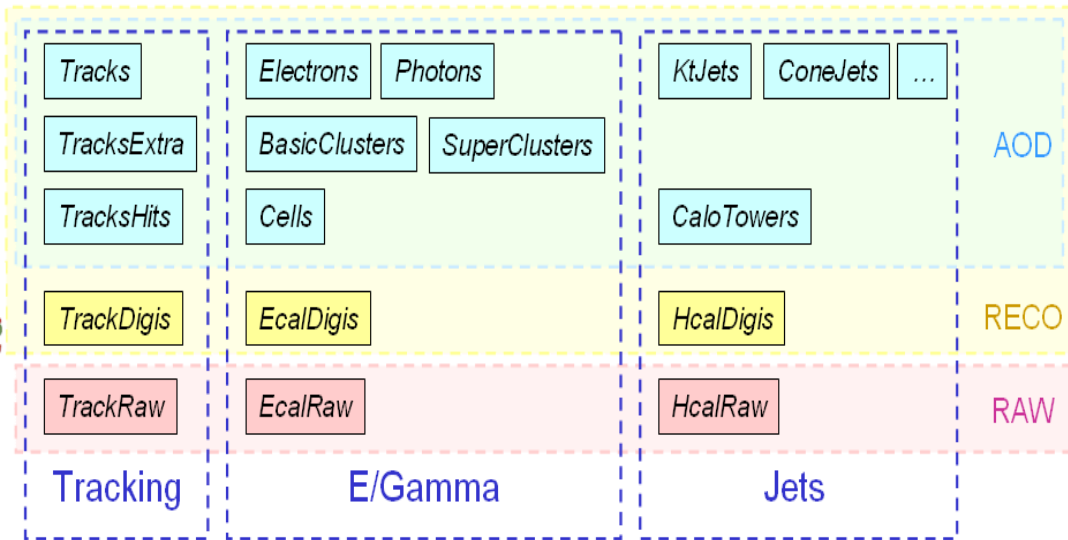 Tracks Electrons Photons KtJets ConeJets ...
TracksExtra BasicClusters SuperClusters AOD
TracksHits Cells CaloTowers
TrackDigis EcalDigis HcalDigis RECO
TrackRaw EcalRaw HcalRaw RAW
Tracking E/Gamma Jets